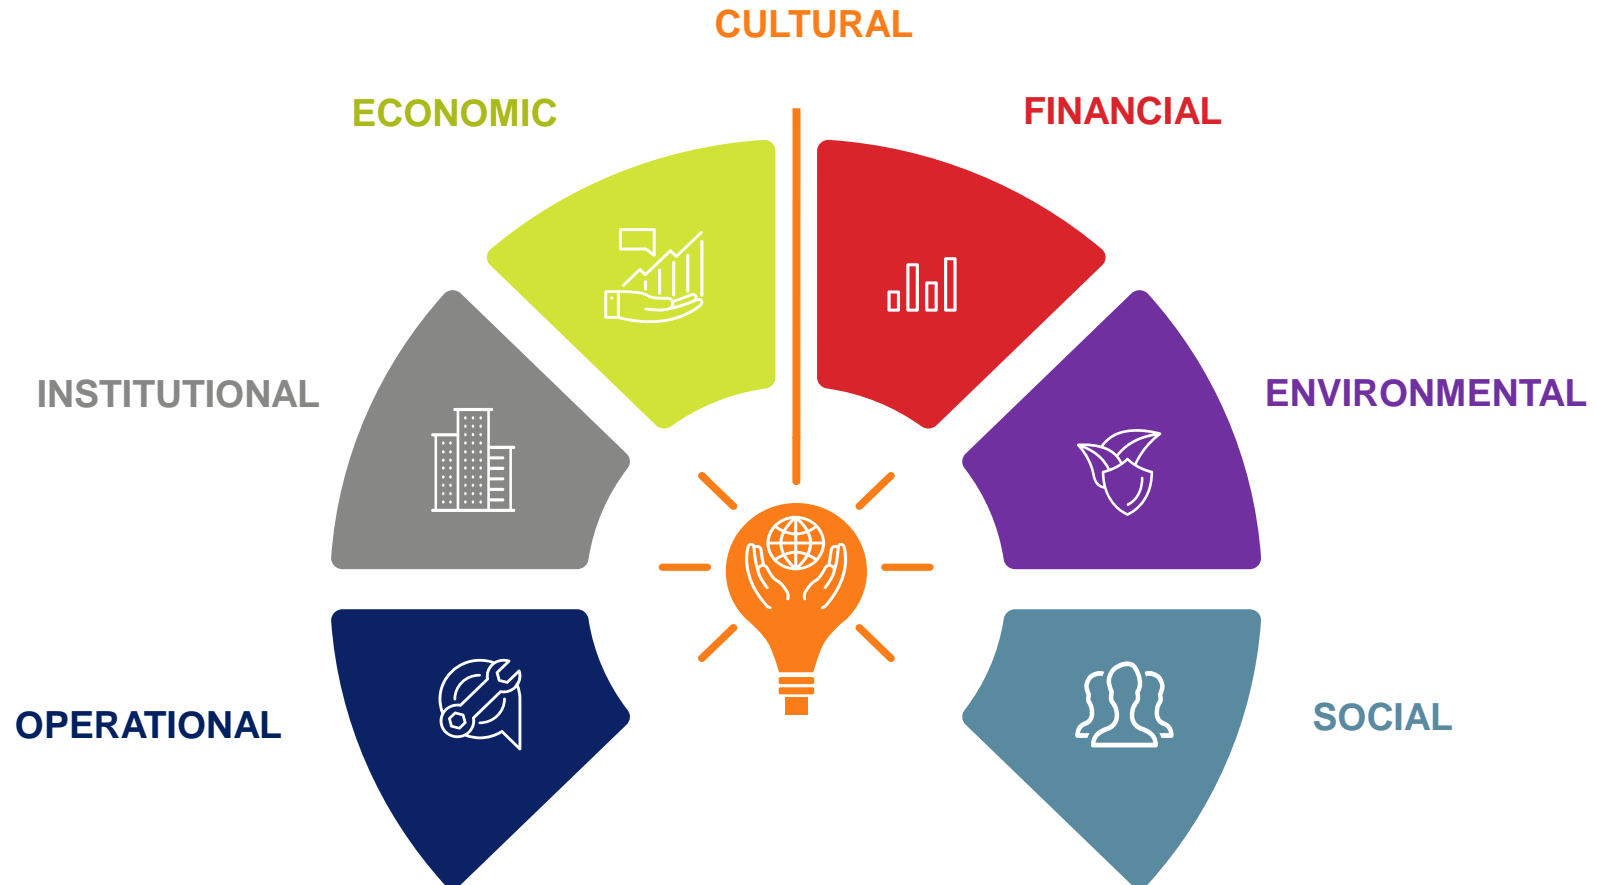 CULTURAL
ECONOMIC
FINANCIAL
INSTITUTIONAL
ENVIRONMENTAL
OPERATIONAL
SOCIAL